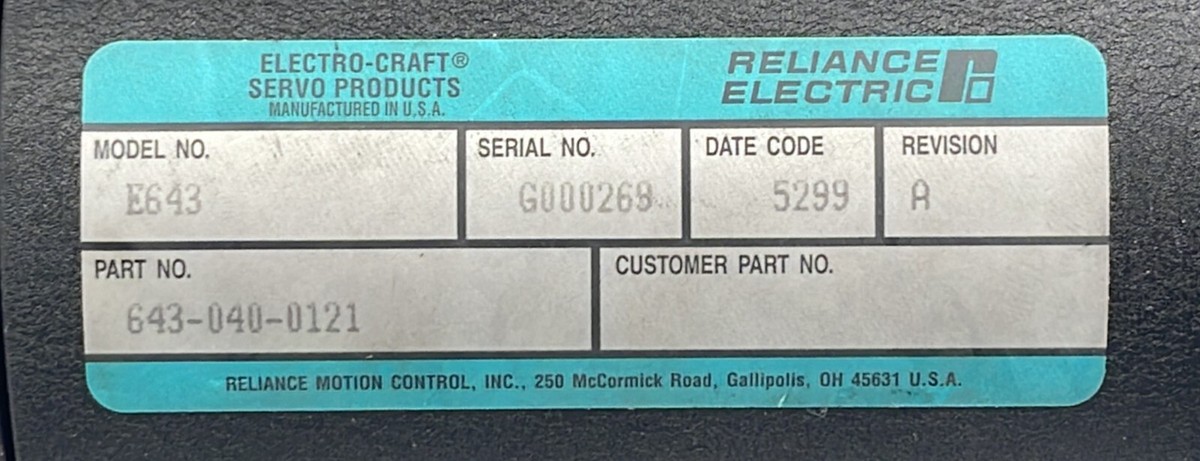 ELECTRO-CRAFT®
SERVO PRODUCTS
MANUFACTURED IN U.S.A.
RELIANCE
ELECTRIC
MODEL NO.
E643
SERIAL NO.
G000268
DATE CODE
5299
REVISION
A
PART NO.
643-040-0121
CUSTOMER PART NO.
RELIANCE MOTION CONTROL, INC., 250 McCormick Road, Gallipolis, OH 45631 U.S.A.